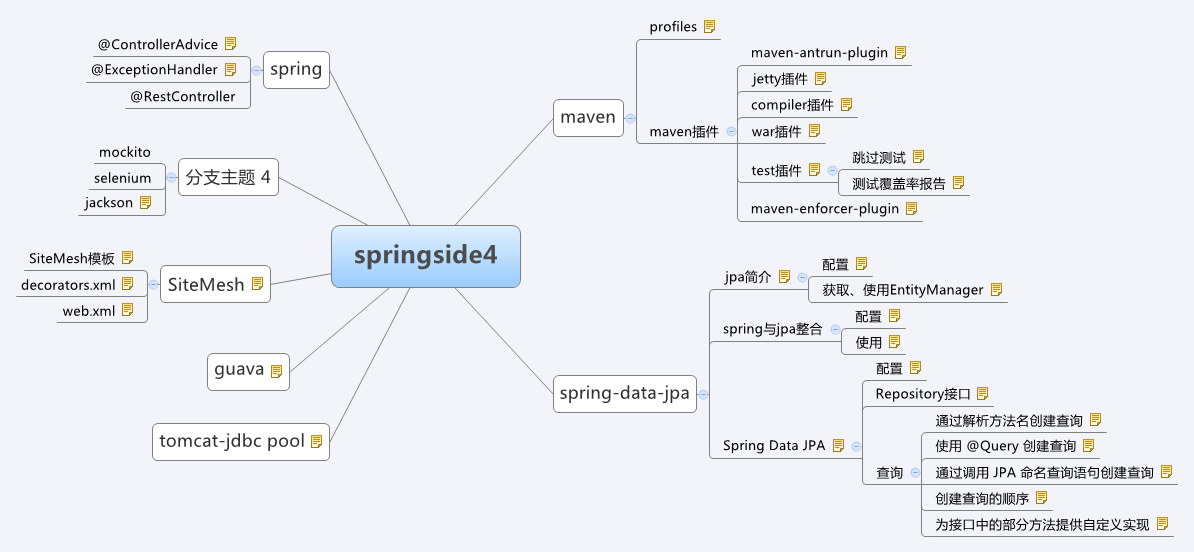 springside4
maven
profiles
maven插件
maven-antrun-plugin
jetty插件
compiler插件
war插件
test插件
跳过测试
测试覆盖率报告
maven-enforcer-plugin
spring-data-jpa
jpa简介
配置
获取、使用EntityManager
spring与jpa整合
配置
使用
Spring Data JPA
配置
Repository接口
查询
通过解析方法名创建查询
使用 @Query 创建查询
通过调用 JPA 命名查询语句创建查询
创建查询的顺序
为接口中的部分方法提供自定义实现
spring
@ControllerAdvice
@ExceptionHandler
@RestController
分支主题 4
mockito
selenium
jackson
SiteMesh
SiteMesh模板
decorators.xml
web.xml
guava
tomcat-jdbc pool